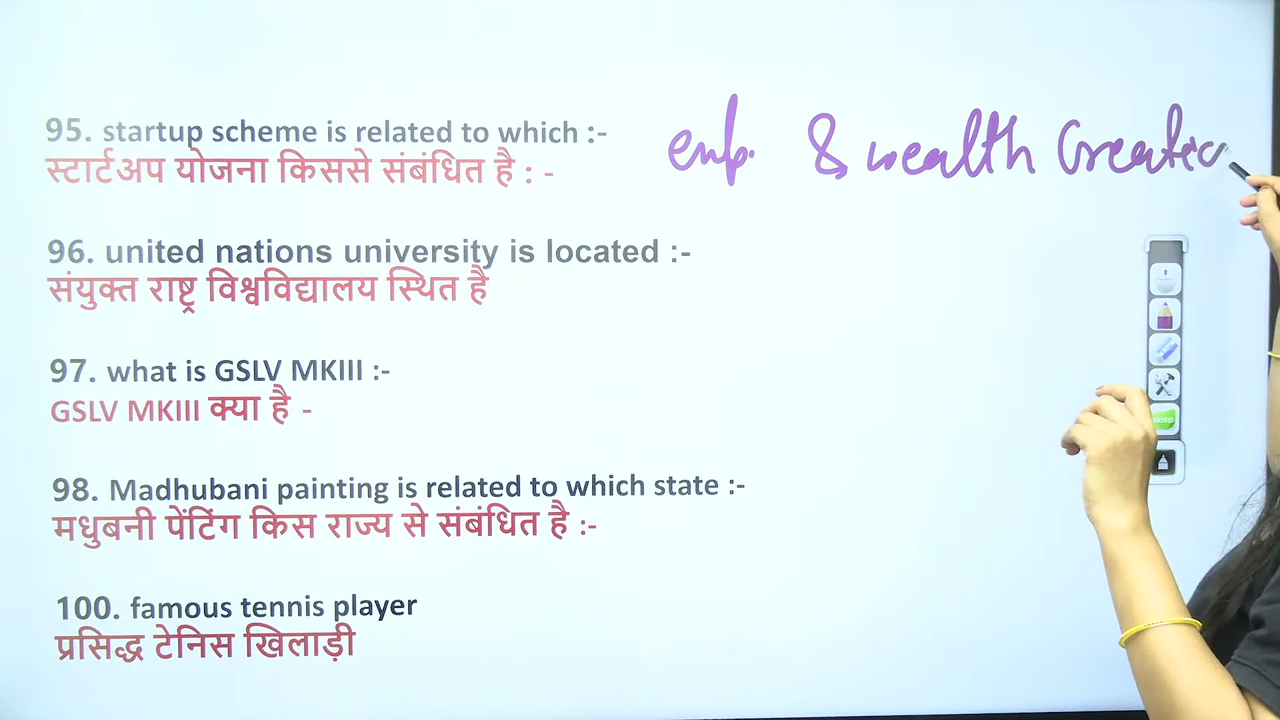 95. startup scheme is related to which :-
emp. & wealth Creatio
स्टार्टअप योजना किससे संबंधित है : -
96. united nations university is located :-
संयुक्त राष्ट्र विश्वविद्यालय स्थित है
97. what is GSLV MKIII :-
GSLV MKIII क्या है -
98. Madhubani painting is related to which state :-
मधुबनी पेंटिंग किस राज्य से संबंधित है :-
100. famous tennis player
प्रसिद्ध टेनिस खिलाड़ी
Note